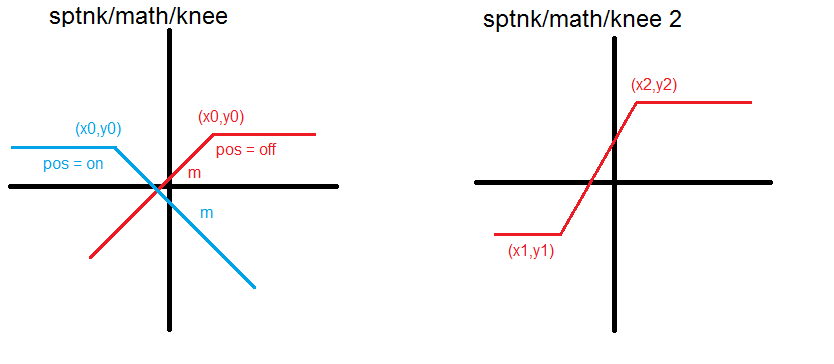 sptnk/math/knee
(x0,y0)
(x0,y0)
pos = on
pos = off
m
m
sptnk/math/knee 2
(x2,y2)
(x1,y1)